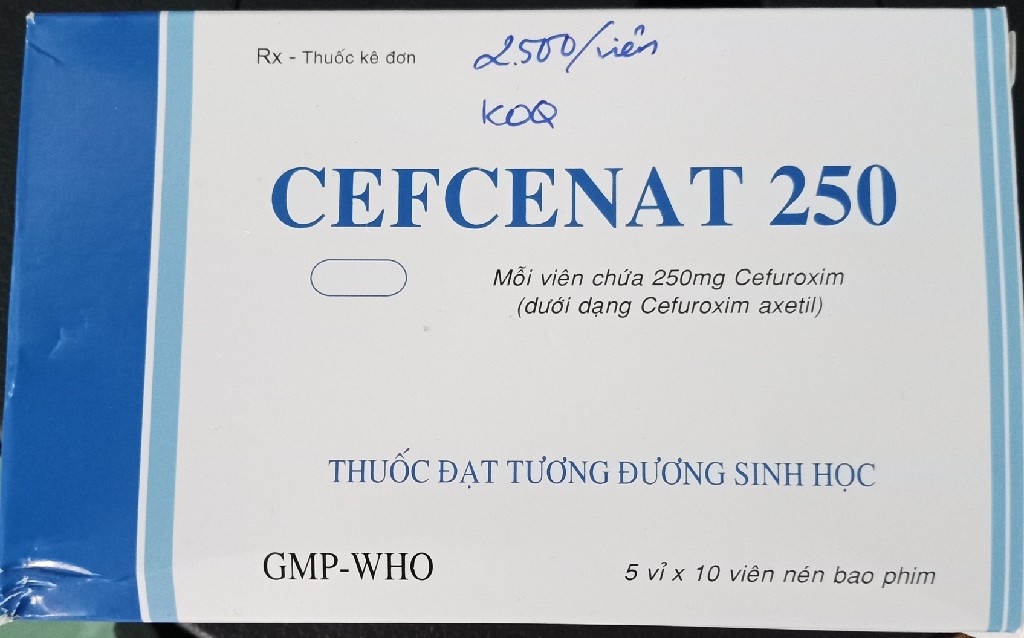 Rx - Thuốc kê đơn
2.500/viên
KOQ
CEFCENAT 250
Mỗi viên chứa 250mg Cefuroxim
(dưới dạng Cefuroxim axetil)
THUỐC ĐẠT TƯƠNG ĐƯƠNG SINH HỌC
GMP-WHO
5 vỉ x 10 viên nén bao phim